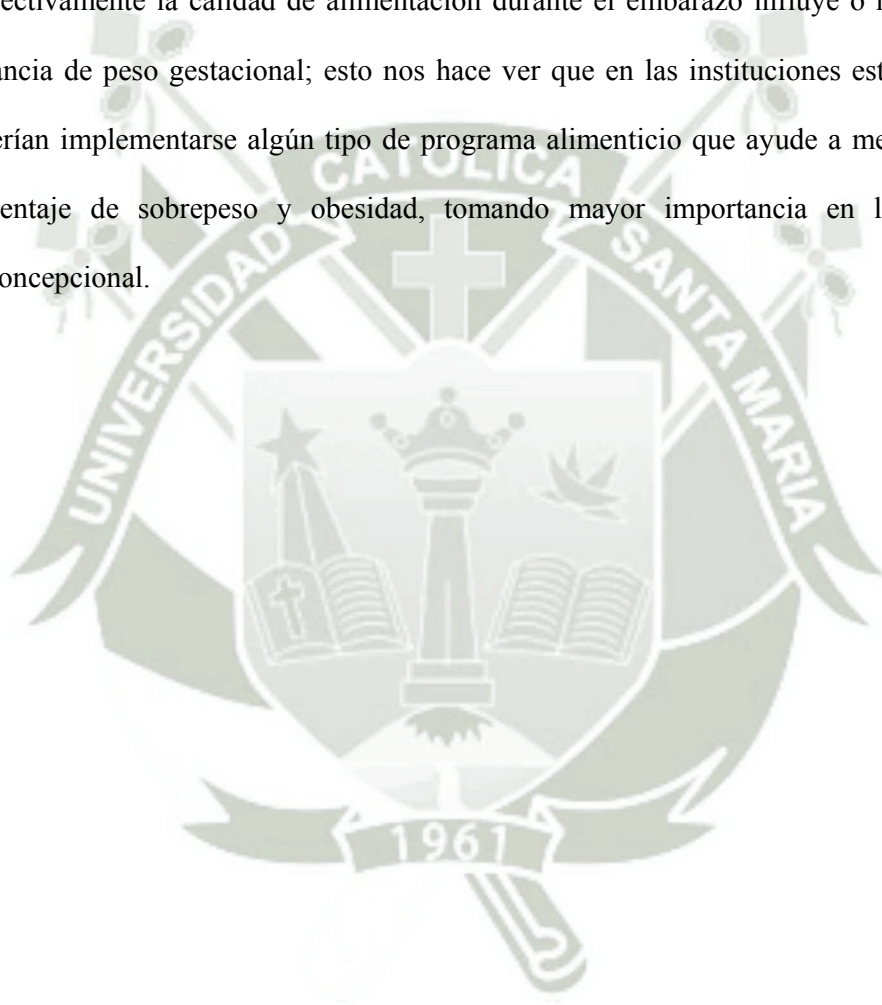 ectivamente la calidad de alimentación durante el embarazo influye o
ancia de peso gestacional; esto nos hace ver que en las instituciones est
erían implementarse algún tipo de programa alimenticio que ayude a me
entaje de sobrepeso y obesidad, tomando mayor importancia en l
oncepcional.
UNIVERSIDAD CATOLICA SANTA MARIA
1961